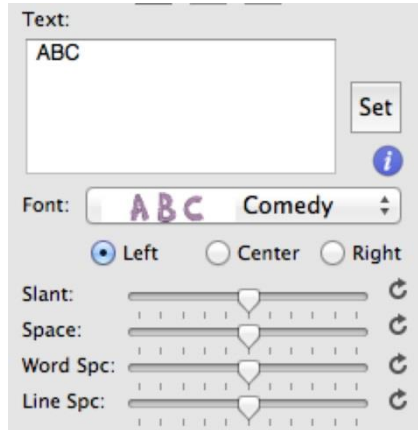 Text:
ABC
Set
i
Font: ABC Comedy
Left Center Right
Slant:
Space:
Word Spc:
Line Spc: